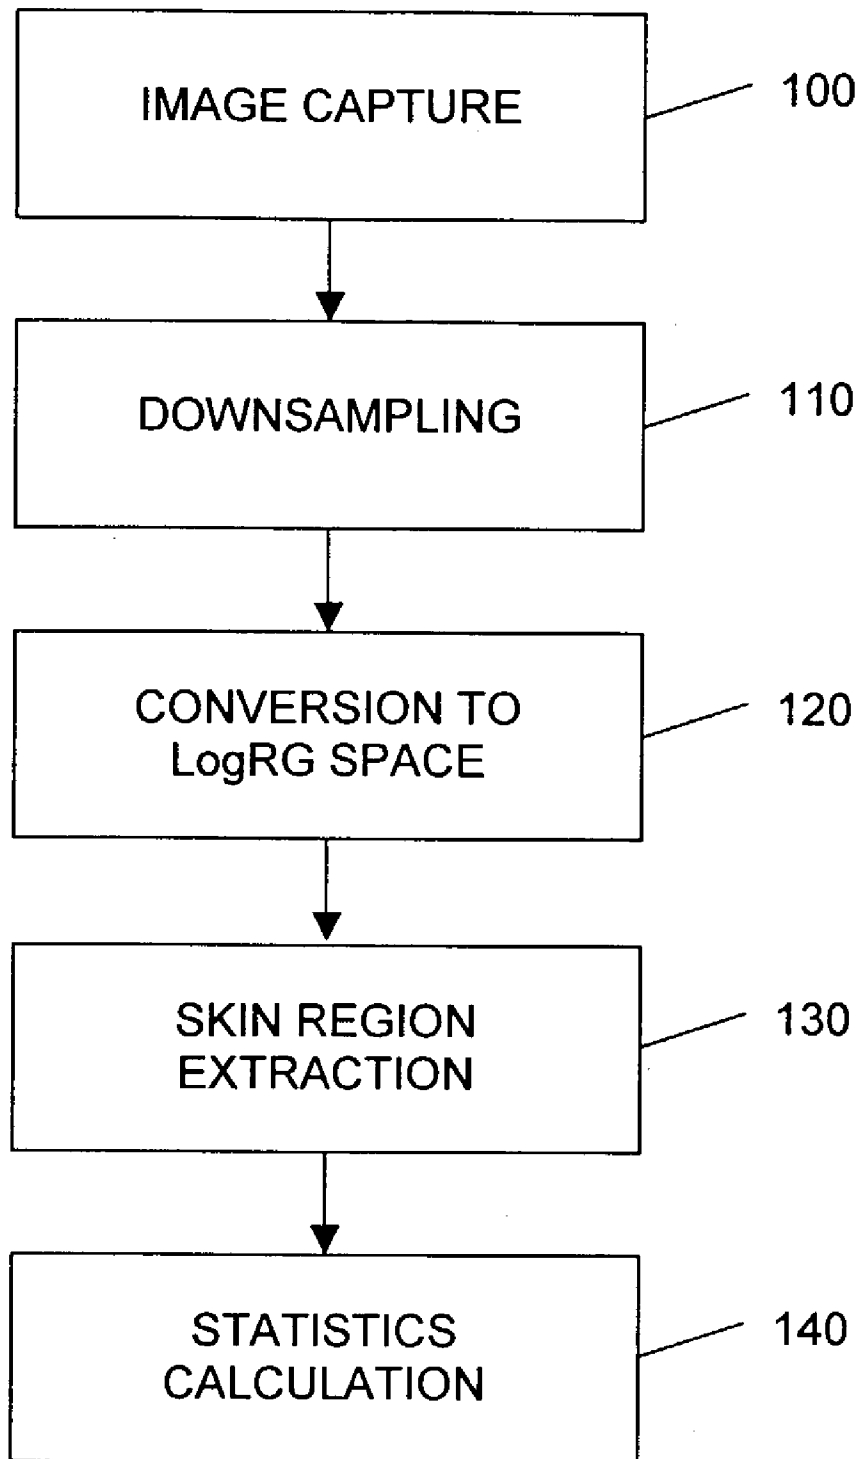 IMAGE CAPTURE
100
DOWNSAMPLING
110
CONVERSION TO
LogRG SPACE
120
SKIN REGION
EXTRACTION
130
STATISTICS
CALCULATION
140